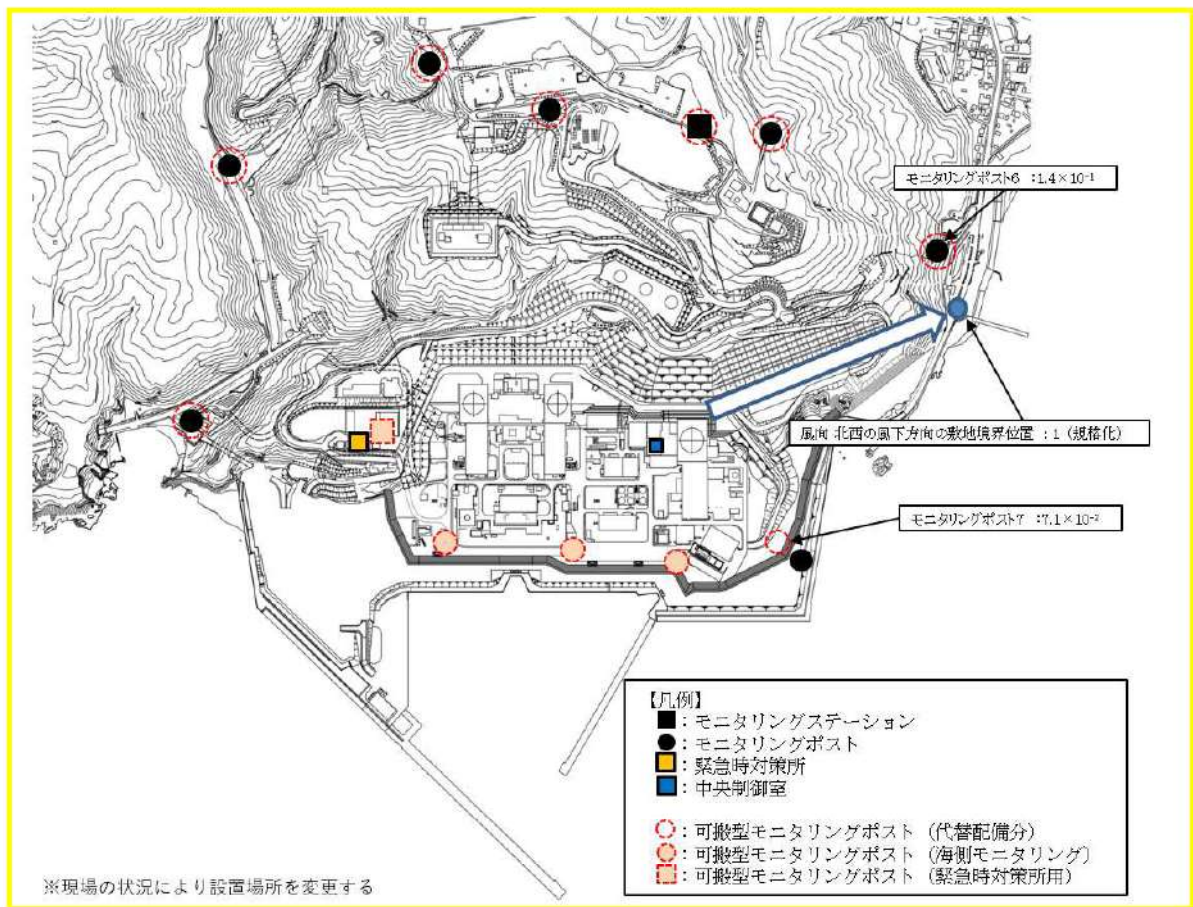 モニタリングポスト6 :1.4×10⁻¹
風向 北西の風下方向の敷地境界位置 :1 (規格化)
モニタリングポスト7 :7.1×10⁻²
【凡例】
■:モニタリングステーション
●:モニタリングポスト
:緊急時対策所
:中央制御室
:可搬型モニタリングポスト (代替配備分)
:可搬型モニタリングポスト (海側モニタリング)
:可搬型モニタリングポスト (緊急時対策所用)
※現場の状況により設置場所を変更する